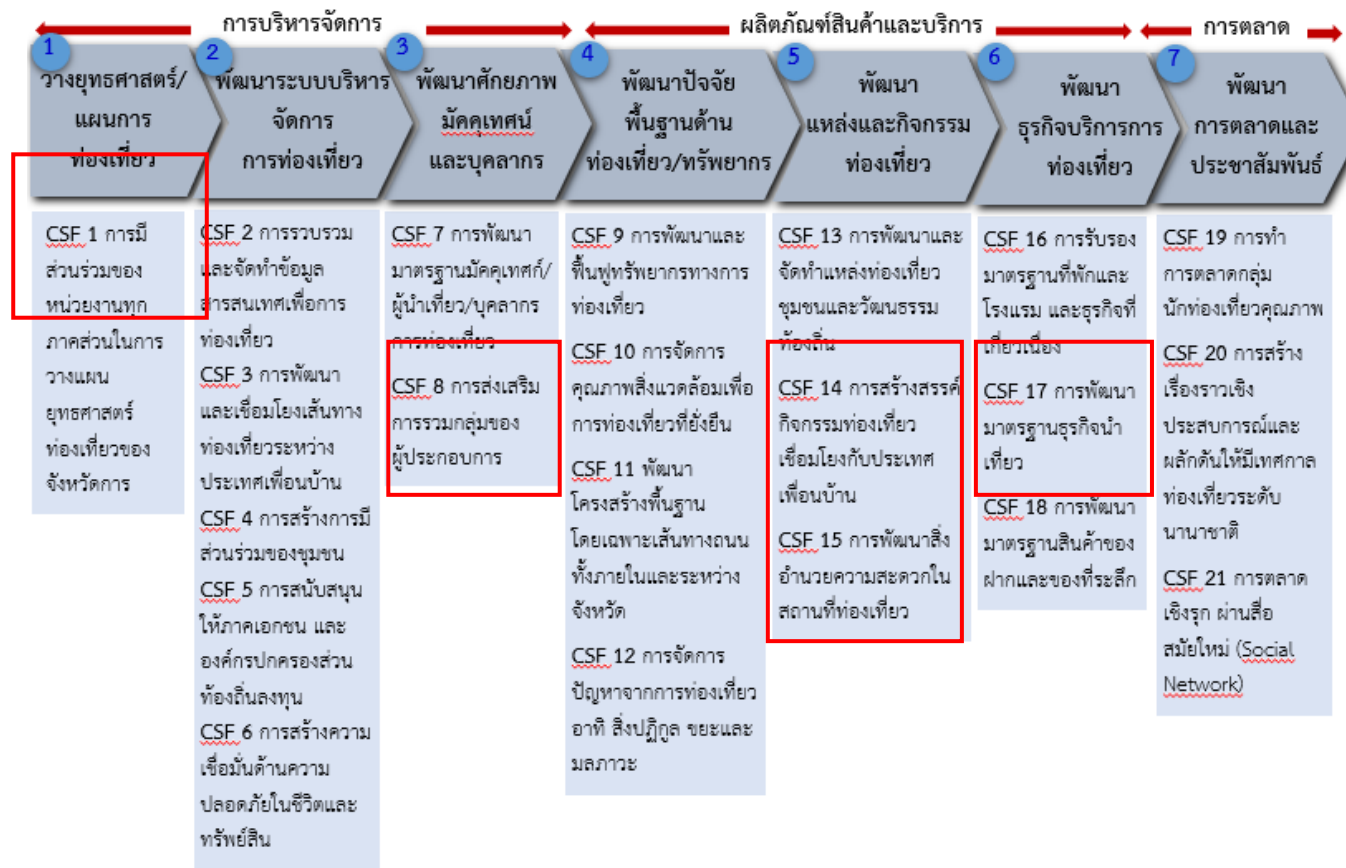 การบริหารจัดการ
ผลิตภัณฑ์สินค้าและบริการ
การตลาด
1
วางยุทธศาสตร์/
แผนการ
ท่องเที่ยว
2
พัฒนาระบบบริหาร
จัดการ
การท่องเที่ยว
3
พัฒนาศักยภาพ
มัคคุเทศน์
และบุคลากร
4
พัฒนาปัจจัย
พื้นฐานด้าน
ท่องเที่ยว/ทรัพยากร
5
พัฒนา
แหล่งและกิจกรรม
ท่องเที่ยว
6
พัฒนา
ธุรกิจบริการการ
ท่องเที่ยว
7
พัฒนา
การตลาดและ
ประชาสัมพันธ์
CSF 1 การมี
ส่วนร่วมของ
หน่วยงานทุก
ภาคส่วนในการ
วางแผน
ยุทธศาสตร์
ท่องเที่ยวของ
จังหวัดการ
CSF 2 การรวบรวม
และจัดทำข้อมูล
สารสนเทศเพื่อการ
ท่องเที่ยว
CSF 3 การพัฒนา
และเชื่อมโยงเส้นทาง
ท่องเที่ยวระหว่าง
ประเทศเพื่อนบ้าน
CSF 4 การสร้างการมี
ส่วนร่วมของชุมชน
CSF 5 การสนับสนุน
ให้ภาคเอกชน และ
องค์กรปกครองส่วน
ท้องถิ่นลงทุน
CSF 6 การสร้างความ
เชื่อมั่นด้านความ
ปลอดภัยในชีวิตและ
ทรัพย์สิน
CSF 7 การพัฒนา
มาตรฐานมัคคุเทศก์/
ผู้นำเที่ยว/บุคลากร
การท่องเที่ยว
CSF 8 การส่งเสริม
การรวมกลุ่มของ
ผู้ประกอบการ
CSF 9 การพัฒนาและ
ฟื้นฟูทรัพยากรทางการ
ท่องเที่ยว
CSF 10 การจัดการ
คุณภาพสิ่งแวดล้อมเพื่อ
การท่องเที่ยวที่ยั่งยืน
CSF 11 พัฒนา
โครงสร้างพื้นฐาน
โดยเฉพาะเส้นทางถนน
ทั้งภายในและระหว่าง
จังหวัด
CSF 12 การจัดการ
ปัญหาจากการท่องเที่ยว
อาทิ สิ่งปฏิกูล ขยะและ
มลภาวะ
CSF 13 การพัฒนาและ
จัดทำแหล่งท่องเที่ยว
ชุมชนและวัฒนธรรม
ท้องถิ่น
CSF 14 การสร้างสรรค์
กิจกรรมท่องเที่ยว
เชื่อมโยงกับประเทศ
เพื่อนบ้าน
CSF 15 การพัฒนาสิ่ง
อำนวยความสะดวกใน
สถานที่ท่องเที่ยว
CSF 16 การรับรอง
มาตรฐานที่พักและ
โรงแรม และธุรกิจที่
เกี่ยวเนื่อง
CSF 17 การพัฒนา
มาตรฐานธุรกิจนำ
เที่ยว
CSF 18 การพัฒนา
มาตรฐานสินค้าของ
ฝากและของที่ระลึก
CSF 19 การทำ
การตลาดกลุ่ม
นักท่องเที่ยวคุณภาพ
CSF 20 การสร้าง
เรื่องราวเชิง
ประสบการณ์และ
ผลักดันให้มีเทศกาล
ท่องเที่ยวระดับ
นานาชาติ
CSF 21 การตลาด
เชิงรุก ผ่านสื่อ
สมัยใหม่ (Social
Network)